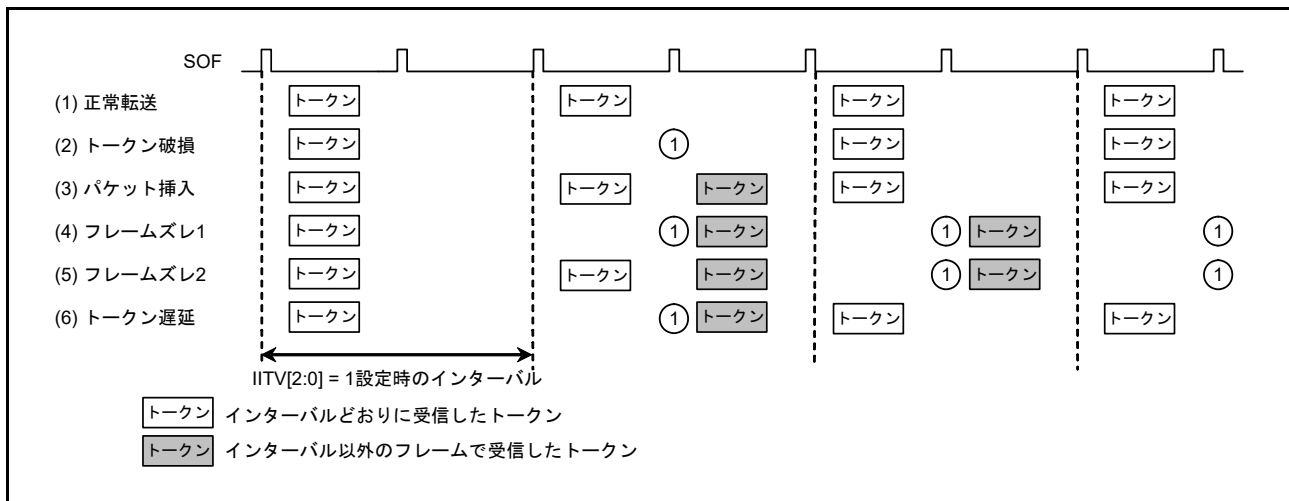 SOF
(1) 正常転送 トークン トークン トークン トークン
(2) トークン破損 トークン 1 トークン トークン
(3) パケット挿入 トークン トークン トークン トークン トークン
(4) フレームズレ1 トークン 1 トークン 1 トークン 1
(5) フレームズレ2 トークン トークン トークン 1 トークン 1
(6) トークン遅延 トークン 1 トークン トークン トークン
IITV[2:0] = 1設定時のインターバル
トークン インターバルどおりに受信したトークン
トークン インターバル以外のフレームで受信したトークン